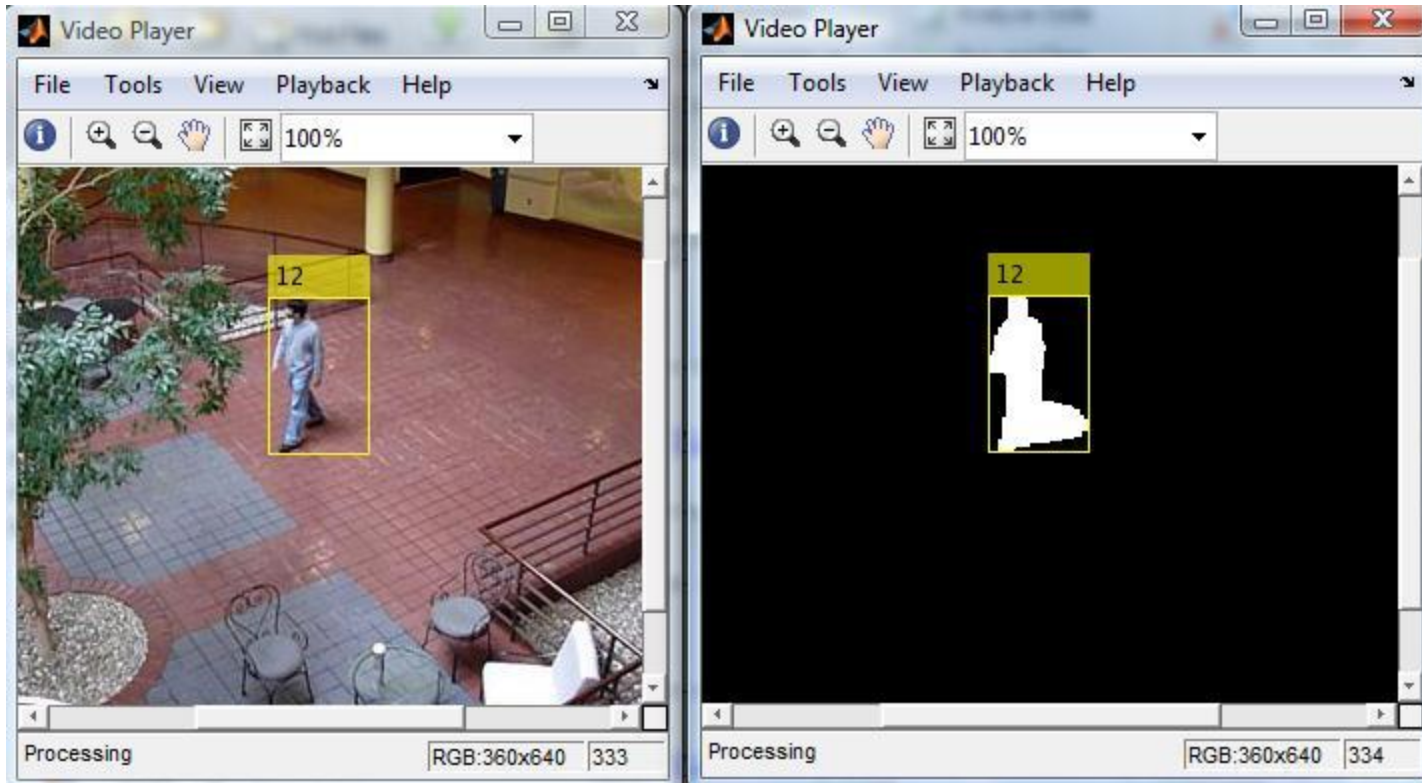 Video Player
File Tools View Playback Help
100%
12
Processing RGB:360x640 333
Video Player
File Tools View Playback Help
100%
12
Processing RGB:360x640 334